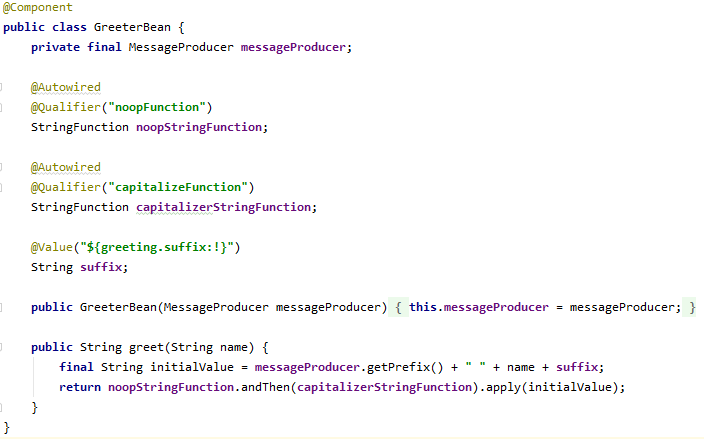 @Component
public class GreeterBean {
    private final MessageProducer messageProducer;

    @Autowired
    @Qualifier("noopFunction")
    StringFunction noopStringFunction;

    @Autowired
    @Qualifier("capitalizeFunction")
    StringFunction capitalizerStringFunction;

    @Value("${greeting.suffix:!}")
    String suffix;

    public GreeterBean(MessageProducer messageProducer) { this.messageProducer = messageProducer; }

    public String greet(String name) {
        final String initialValue = messageProducer.getPrefix() + " " + name + suffix;
        return noopStringFunction.andThen(capitalizerStringFunction).apply(initialValue);
    }
}